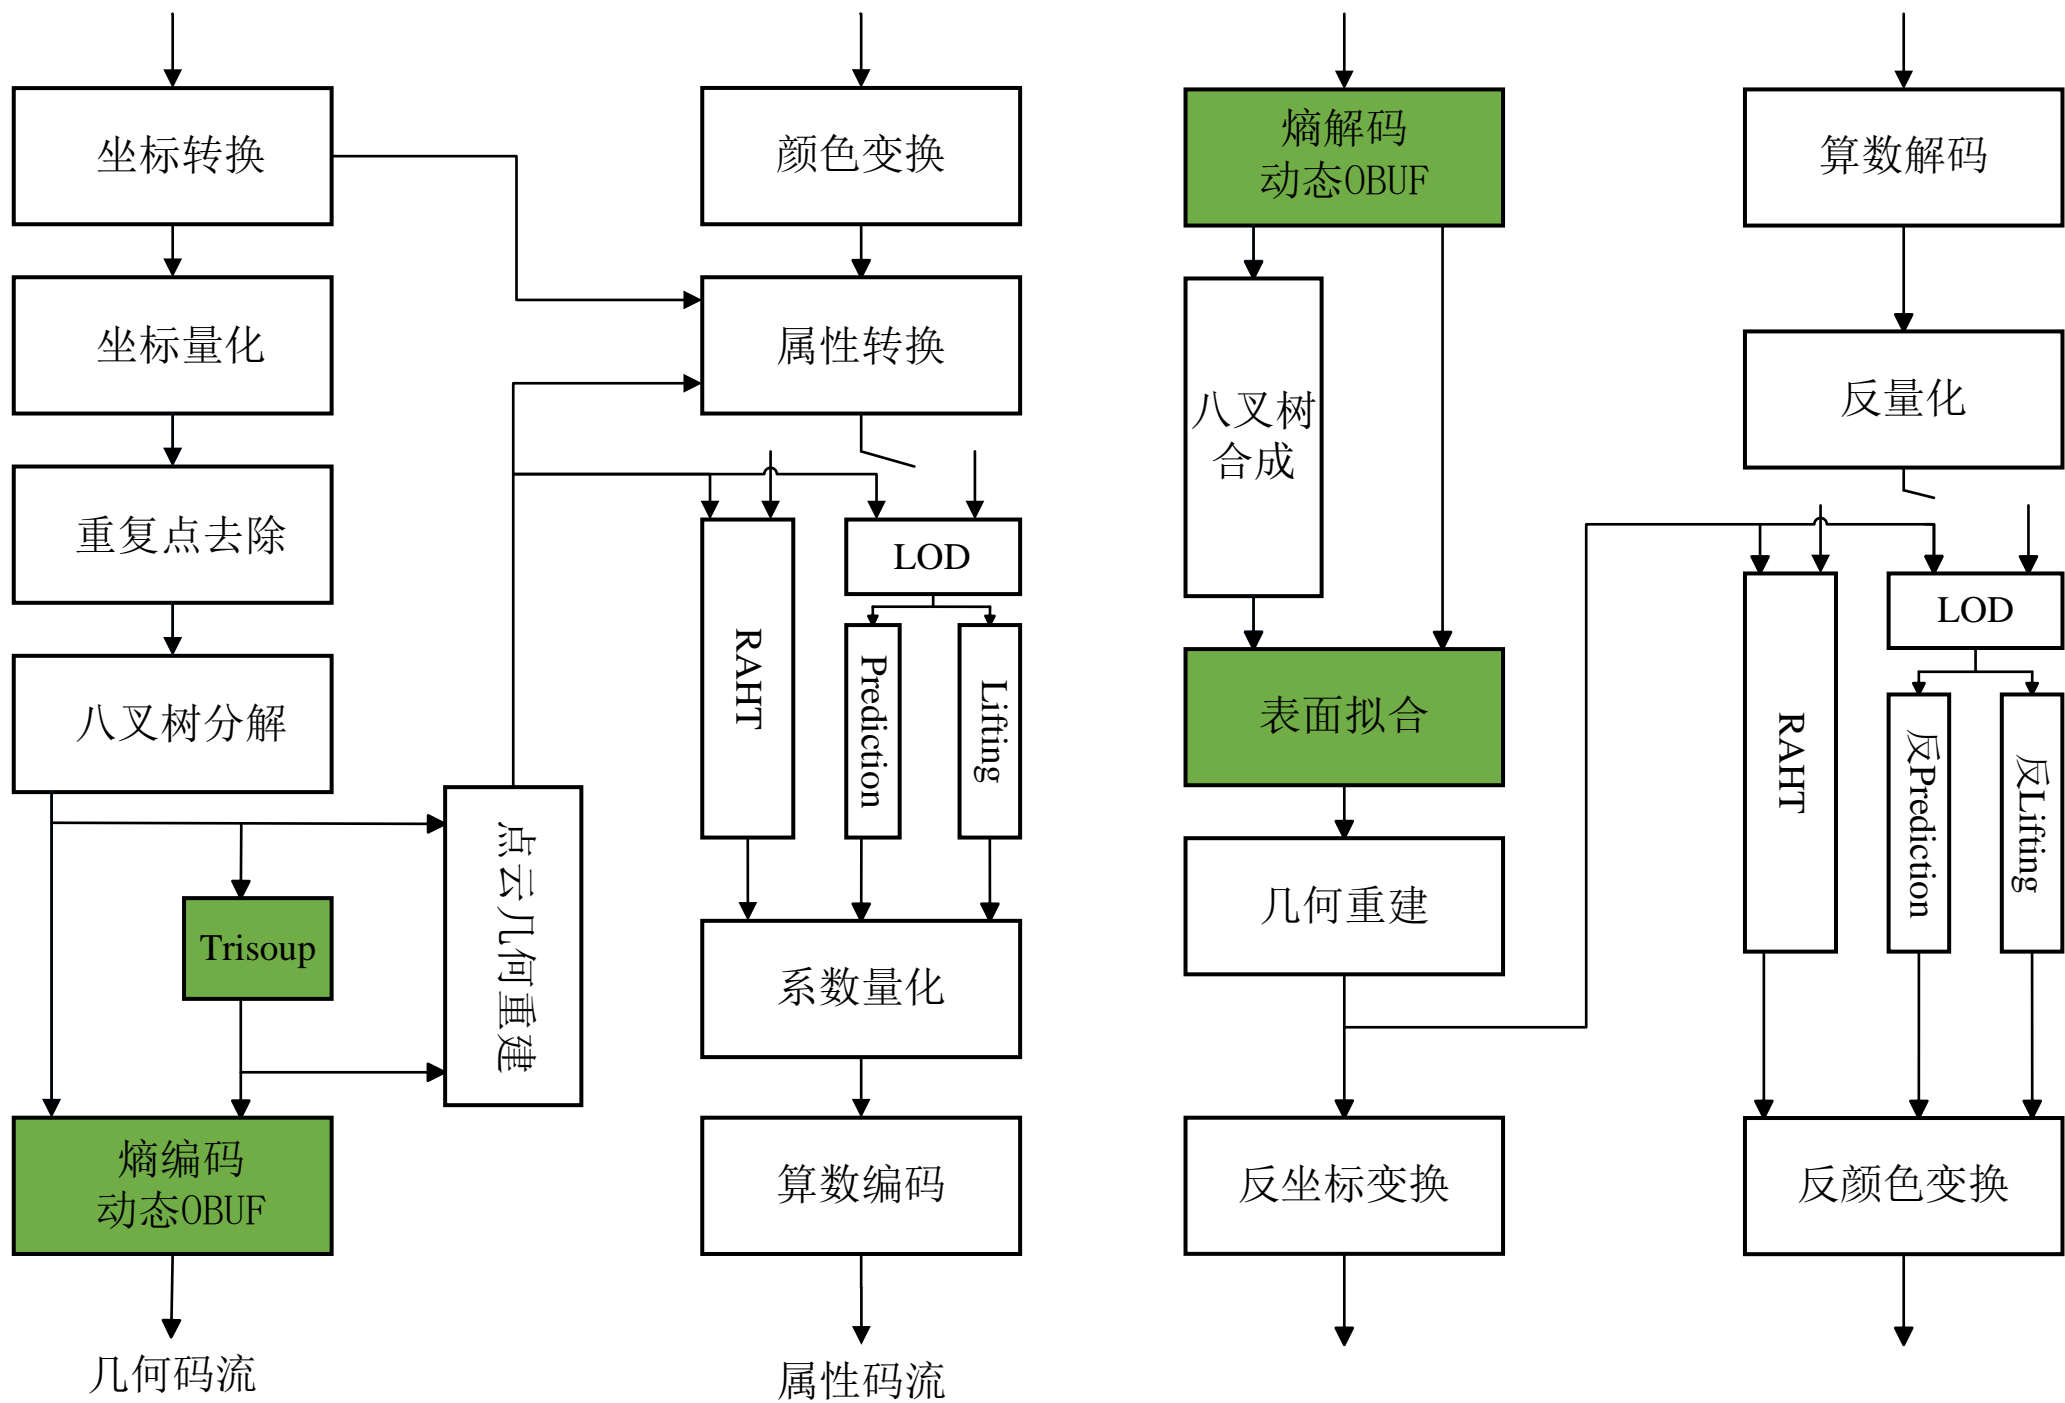 坐标转换
坐标量化
重复点去除
八叉树分解
Trisoup
点云几何重建
熵编码
动态OBUF
几何码流
颜色变换
属性转换
RAHT
LOD
Prediction
Lifting
系数量化
算数编码
属性码流
熵解码
动态OBUF
八叉树
合成
表面拟合
几何重建
反坐标变换
算数解码
反量化
RAHT
LOD
反Prediction
反Lifting
反颜色变换